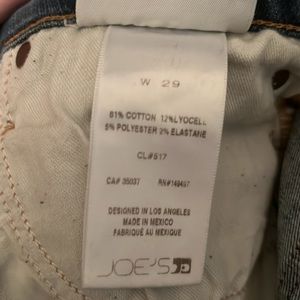 W 29
81% COTTON 12%LYOCELL
5% POLYESTER 2% ELASTANE
CL#517
CA# 35037 RN#149497
DESIGNED IN LOS ANGELES
MADE IN MEXICO
FABRIQUÉ AU MEXIQUE
JOE'S